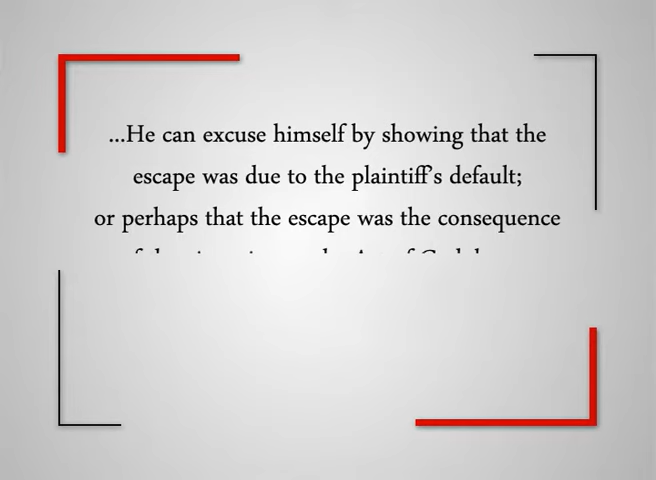 ...He can excuse himself by showing that the
escape was due to the plaintiff's default;
or perhaps that the escape was the consequence